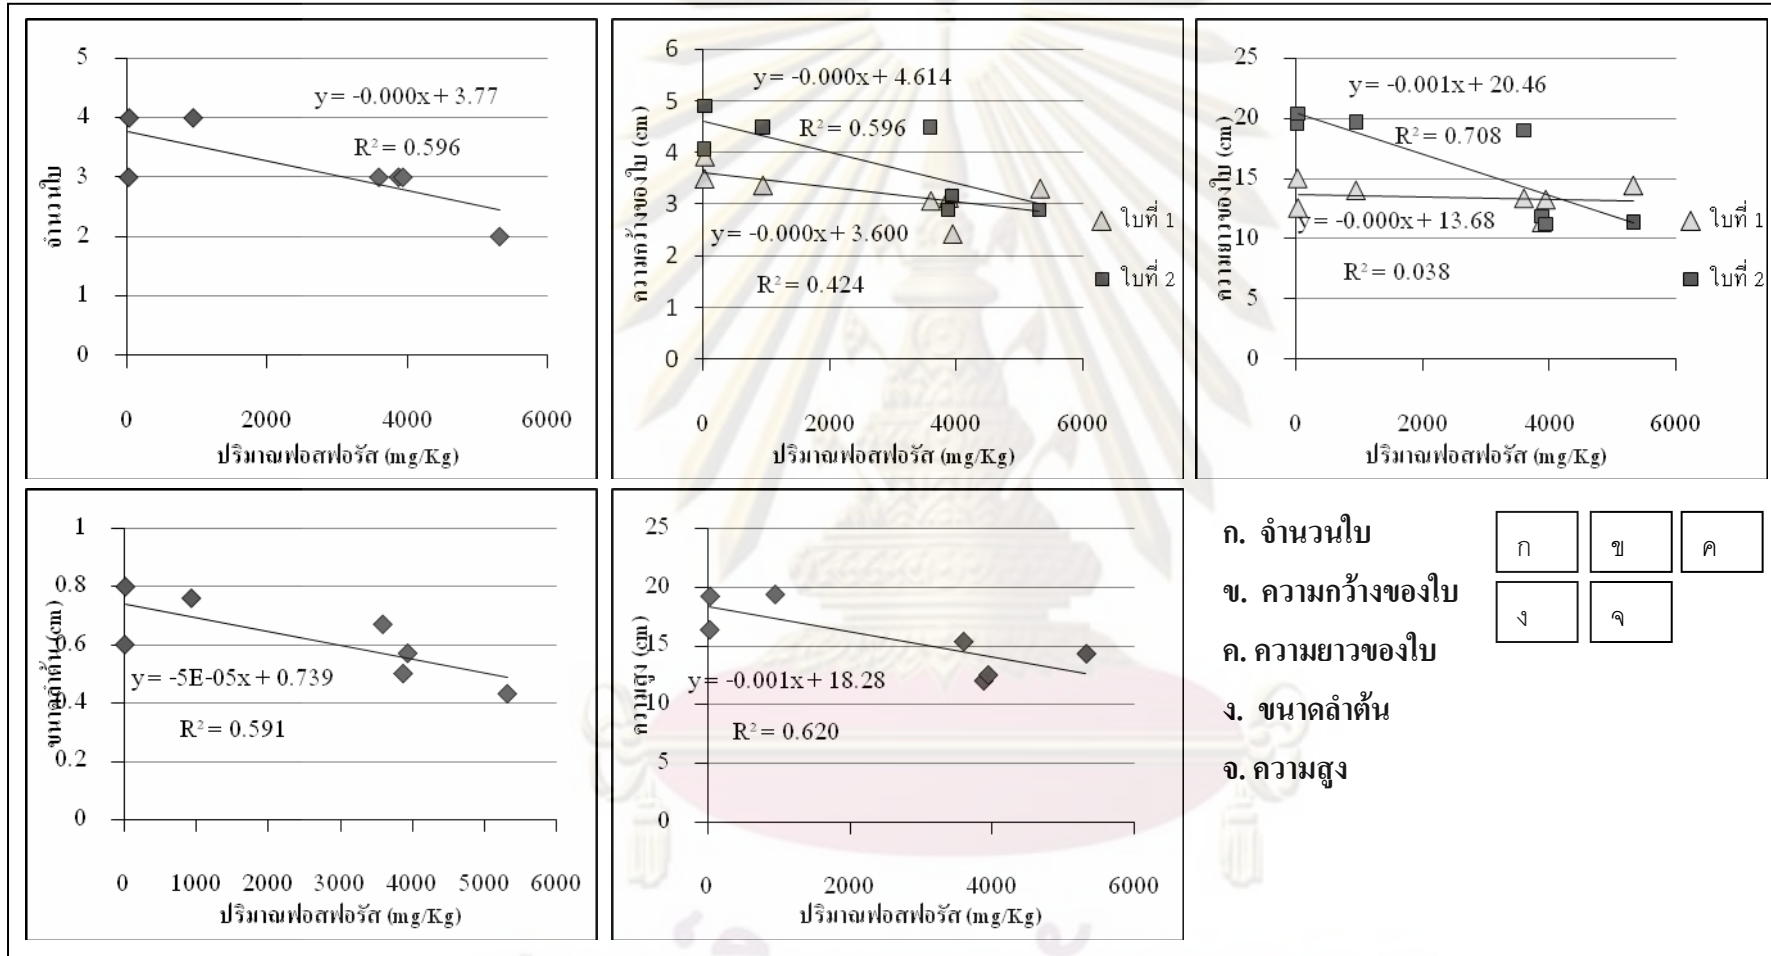 5
4
3
2
1
0
จำนวนใบ
y = -0.000x + 3.77
R² = 0.596
0 2000 4000 6000
ปริมาณฟอสฟอรัส (mg/Kg)
6
5
4
3
2
1
0
ความกว้างของใบ (cm)
y = -0.000x + 4.614
R² = 0.596
y = -0.000x + 3.600
R² = 0.424
ใบที่ 1
ใบที่ 2
0 2000 4000 6000
ปริมาณฟอสฟอรัส (mg/Kg)
25
20
15
10
5
0
ความยาวของใบ (cm)
y = -0.001x + 20.46
R² = 0.708
y = -0.000x + 13.68
R² = 0.038
ใบที่ 1
ใบที่ 2
0 2000 4000 6000
ปริมาณฟอสฟอรัส (mg/Kg)
1
0.8
0.6
0.4
0.2
0
ขนาดลำต้น (cm)
y = -5E-05x + 0.739
R² = 0.591
0 1000 2000 3000 4000 5000 6000
ปริมาณฟอสฟอรัส (mg/Kg)
25
20
15
10
5
0
ความสูง (cm)
y = -0.001x + 18.28
R² = 0.620
0 2000 4000 6000
ปริมาณฟอสฟอรัส (mg/Kg)
ก. จำนวนใบ
ข. ความกว้างของใบ
ค. ความยาวของใบ
ง. ขนาดลำต้น
จ. ความสูง
ก ข ค
ง จ